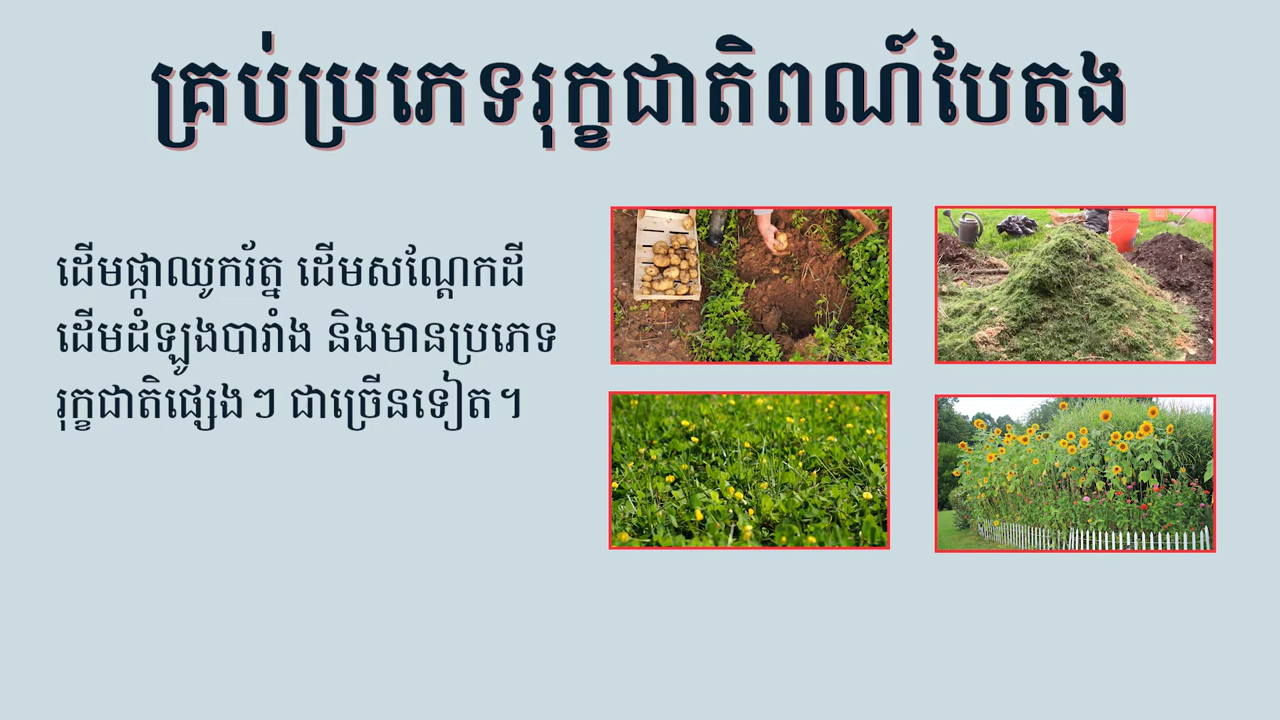 គ្រប់ប្រភេទរុក្ខជាតិពណ៍បៃតង
ដើមផ្កាឈូករ័ត្ន ដើមសណ្ដែកដី
ដើមដំឡូងបារាំង និងមានប្រភេទ
រុក្ខជាតិផ្សេងៗ ជាច្រើនទៀត។